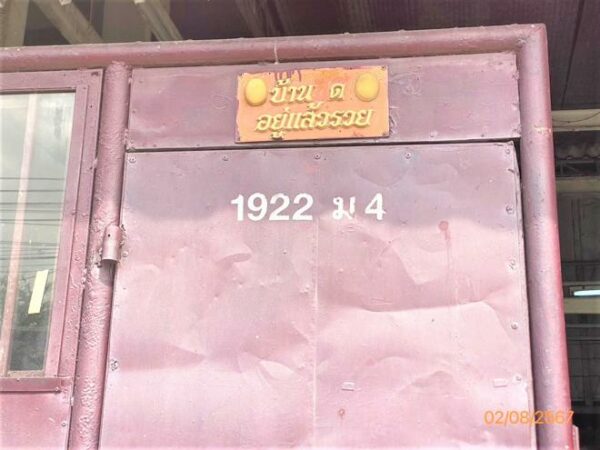 บ้าน ด
อยู่แล้วรวย
1922 ม 4
02/08/2567